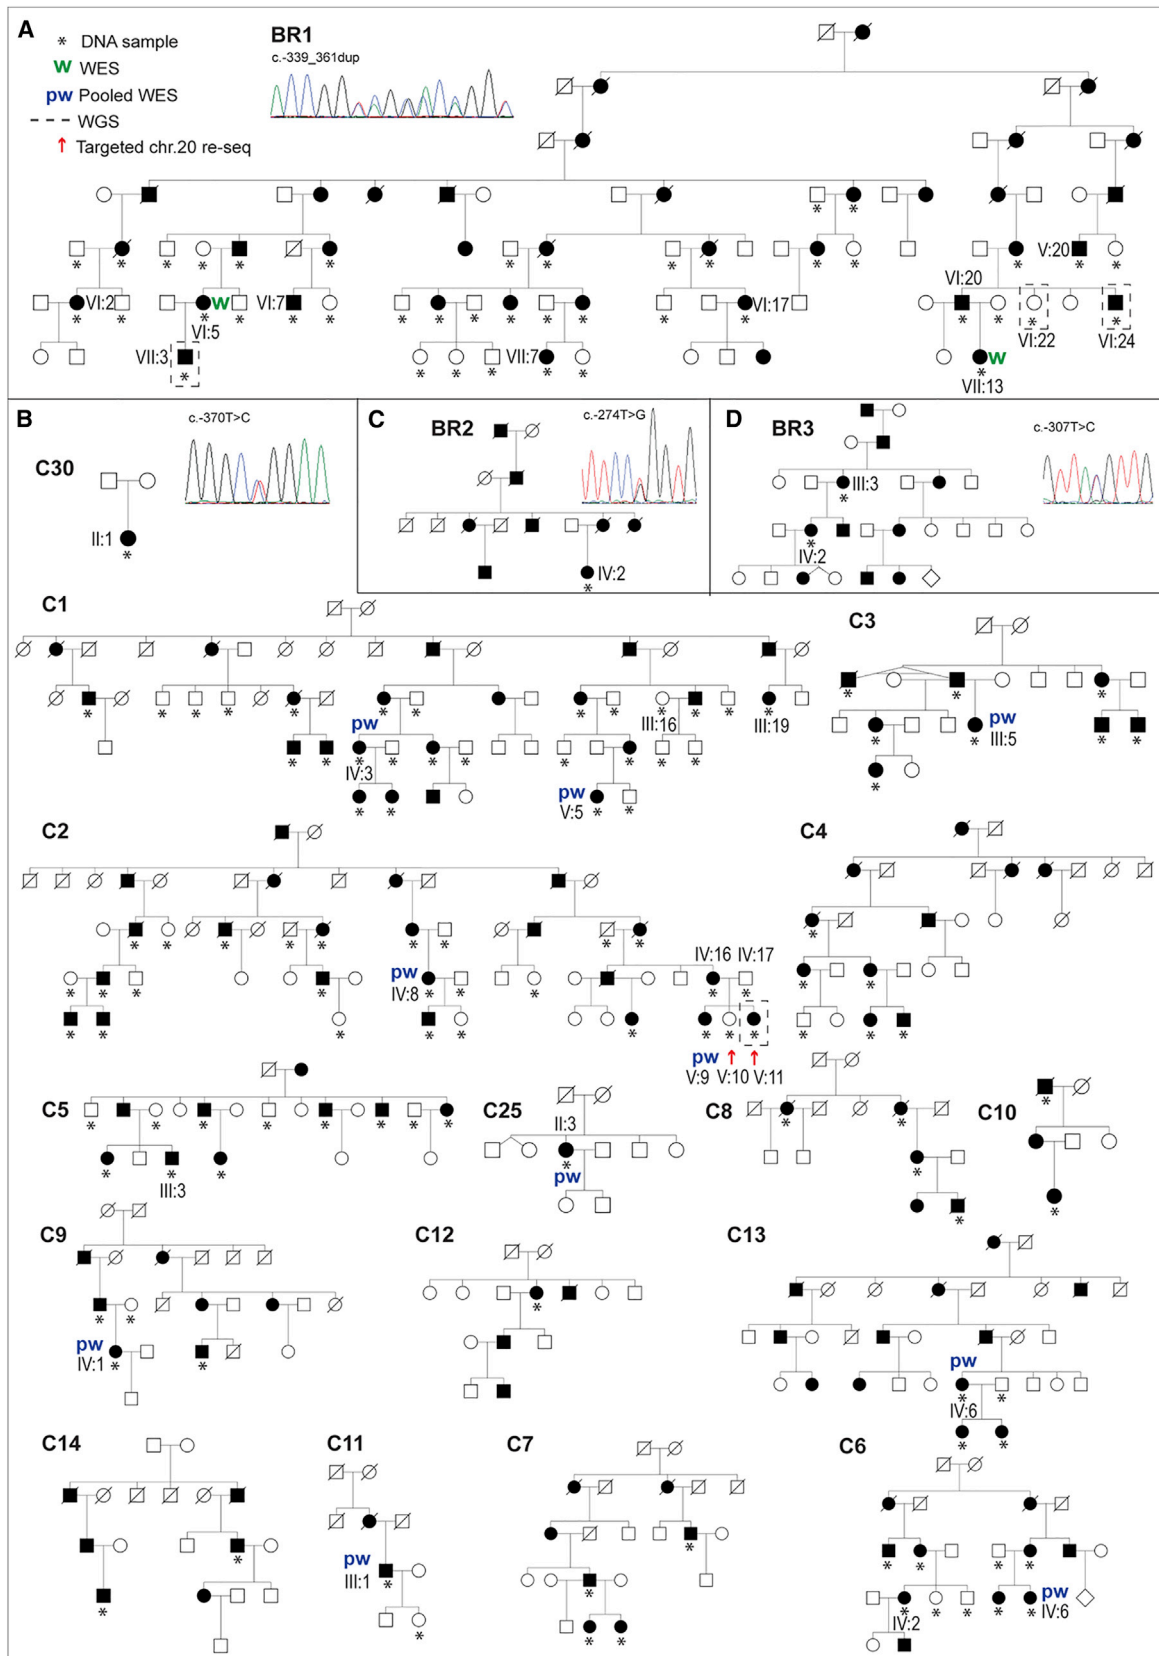 A
* DNA sample
W WES
pw Pooled WES
WGS
↑ Targeted chr.20 re-seq
BR1
c.-339_361dup
* *
V:20
* * * * * * * * * * * * *
VI:20
VI:2
W
VI:7
VI:17
* * * * * * * * * * * * *
VI:5
VI:22
VI:24
VII:3
VII:7
W
* * * * * *
VII:13
B
c.-370T>C
C30
II:1
*
C
BR2
c.-274T>G
IV:2
*
D
BR3
c.-307T>C
III:3
*
*
IV:2
C1
* * * * * * * * * * * *
III:16
III:19
pw
* * * * * * * * * * *
IV:3
pw
V:5
* * * *
C3
* * *
pw
* * * *
III:5
*
C2
* * * * * * * *
IV:16 IV:17
pw
* * * * * * * * *
IV:8
* * * * * * * * *
pw
V:9
↑
V:10
↑
V:11
C4
*
* *
* * *
C5
* * * * * * * * *
* * *
III:3
C25
II:3
*
pw
C8
* *
*
*
C10
*
*
C9
* *
pw
IV:1
* *
C12
*
C13
pw
* *
IV:6
* *
C14
*
*
C11
pw
III:1
*
*
C7
*
*
* *
C6
* * * *
* * * * *
pw
IV:6
IV:2